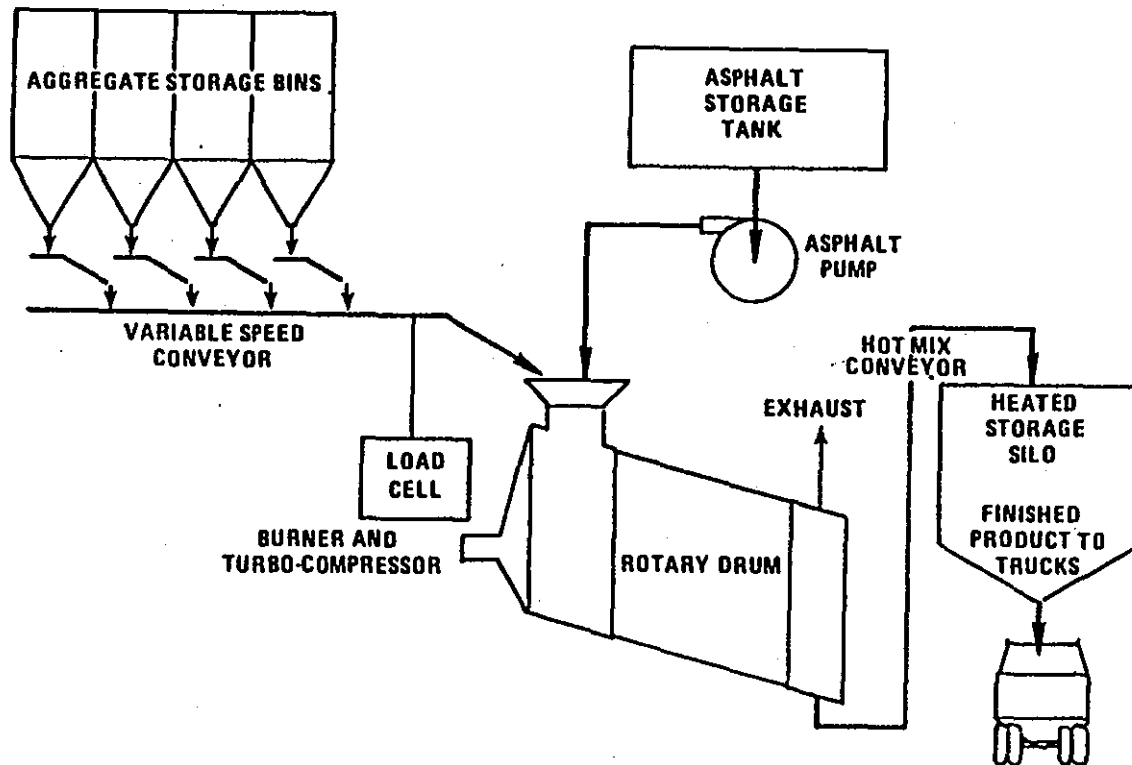 AGGREGATE STORAGE BINS
ASPHALT
STORAGE
TANK
ASPHALT
PUMP
VARIABLE SPEED
CONVEYOR
HOT MIX
CONVEYOR
EXHAUST
HEATED
STORAGE
SILO
LOAD
CELL
FINISHED
PRODUCT TO
TRUCKS
BURNER AND
TURBO-COMPRESSOR
ROTARY DRUM